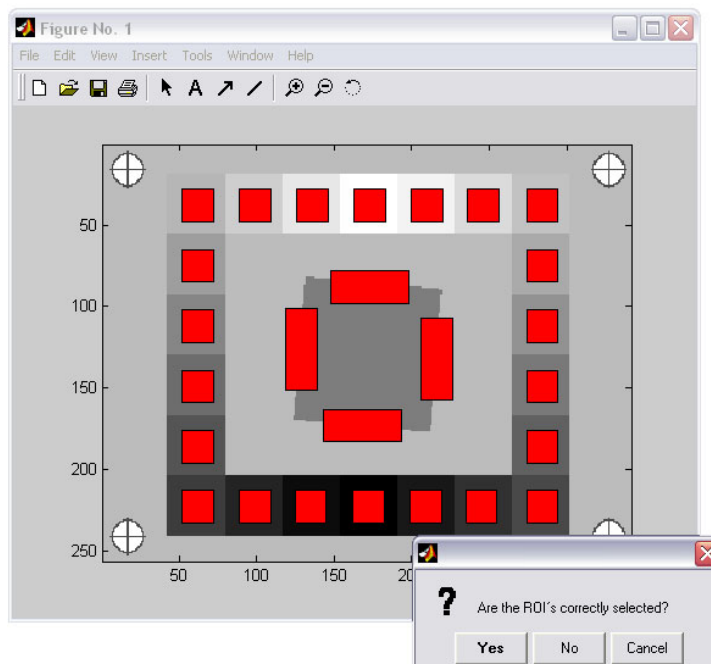 Figure No. 1
File Edit View Insert Tools Window Help
A
50
100
150
200
250
50 100 150 20
?
Are the ROI´s correctly selected?
Yes No Cancel